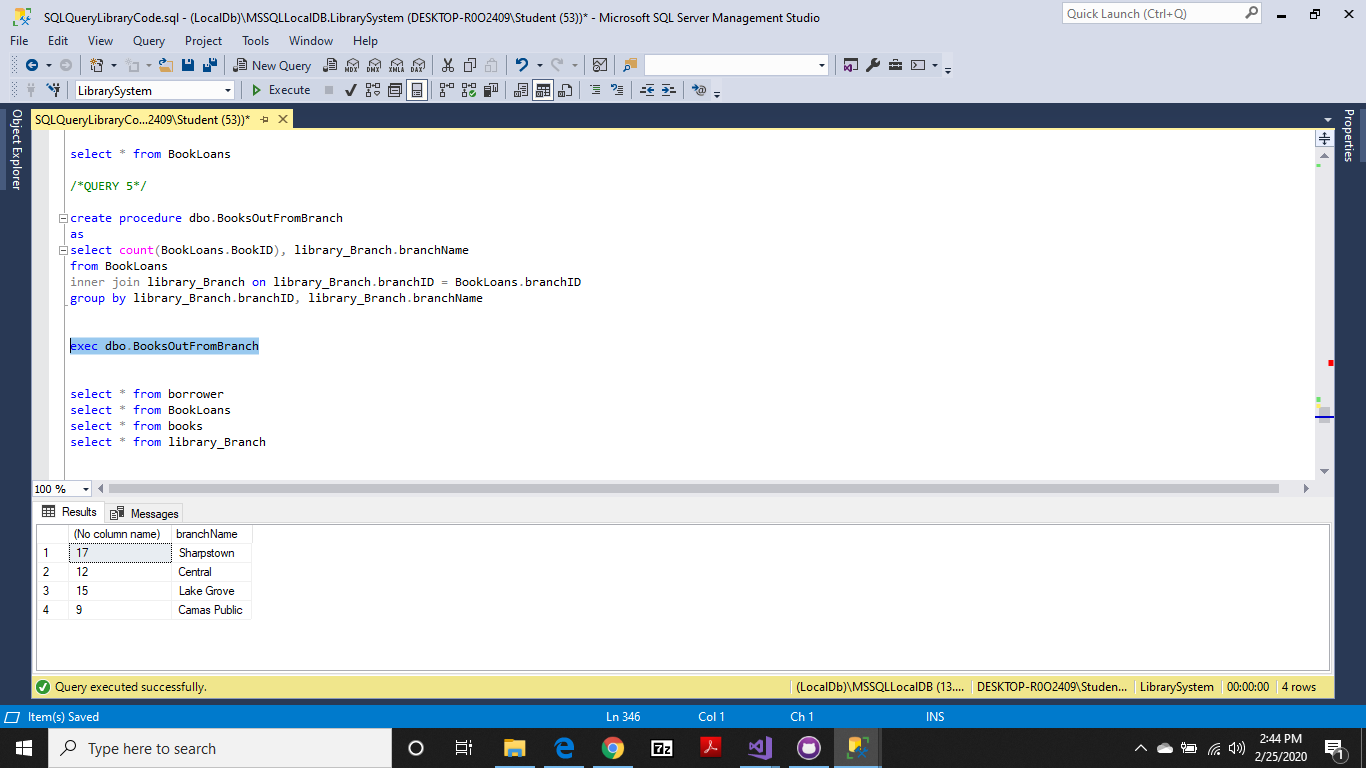 SQLQueryLibraryCode.sql - (LocalDb)\MSSQLLocalDB.LibrarySystem (DESKTOP-R0O2409\Student (53))* - Microsoft SQL Server Management Studio
Quick Launch (Ctrl+Q)
File Edit View Query Project Tools Window Help
New Query MDX DMX XMLA DAX
LibrarySystem Execute
Object Explorer
SQLQueryLibraryCo...2409\Student (53))*
Properties
select * from BookLoans
/*QUERY 5*/
create procedure dbo.BooksOutFromBranch
as
select count(BookLoans.BookID), library_Branch.branchName
from BookLoans
inner join library_Branch on library_Branch.branchID = BookLoans.branchID
group by library_Branch.branchID, library_Branch.branchName
exec dbo.BooksOutFromBranch
select * from borrower
select * from BookLoans
select * from books
select * from library_Branch
100 %
Results Messages
(No column name) branchName
1 17 Sharpstown
2 12 Central
3 15 Lake Grove
4 9 Camas Public
Query executed successfully. (LocalDb)\MSSQLLocalDB (13.... DESKTOP-R0O2409\Studen... LibrarySystem 00:00:00 4 rows
Item(s) Saved Ln 346 Col 1 Ch 1 INS
Type here to search
7z
2:44 PM
2/25/2020
1